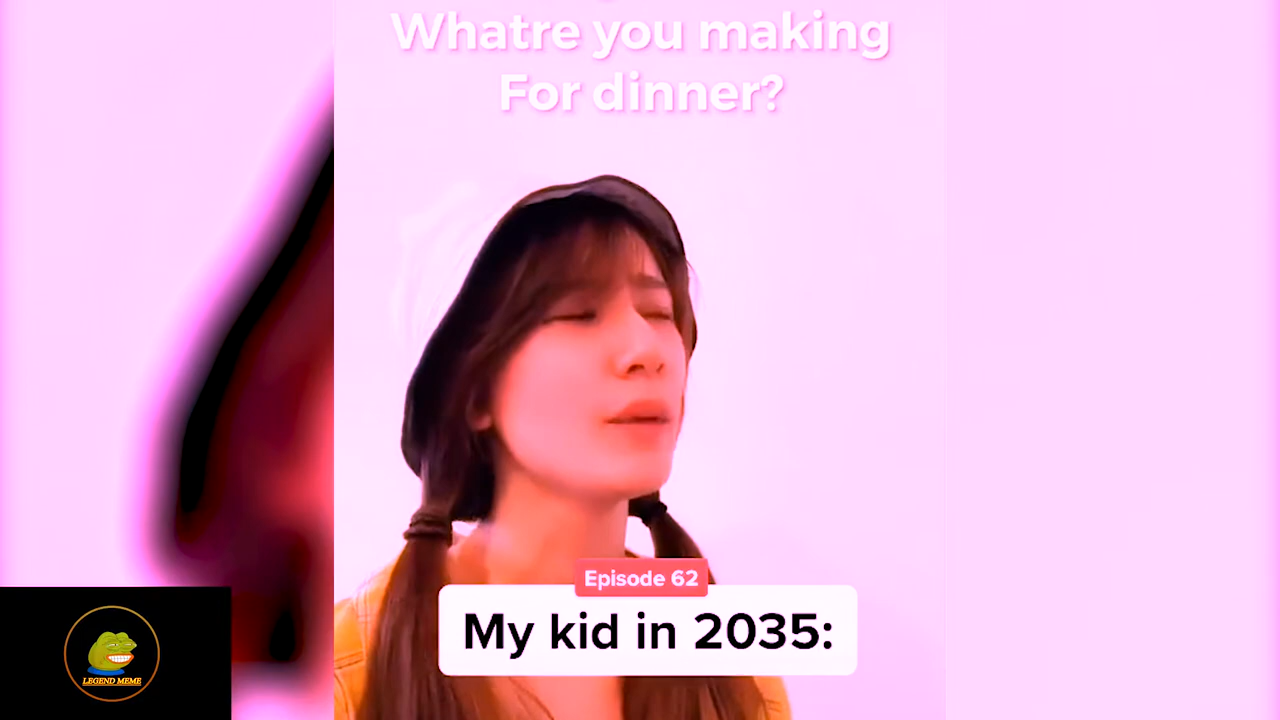 Whatre you making
For dinner?
Episode 62
My kid in 2035:
LEGEND MEME